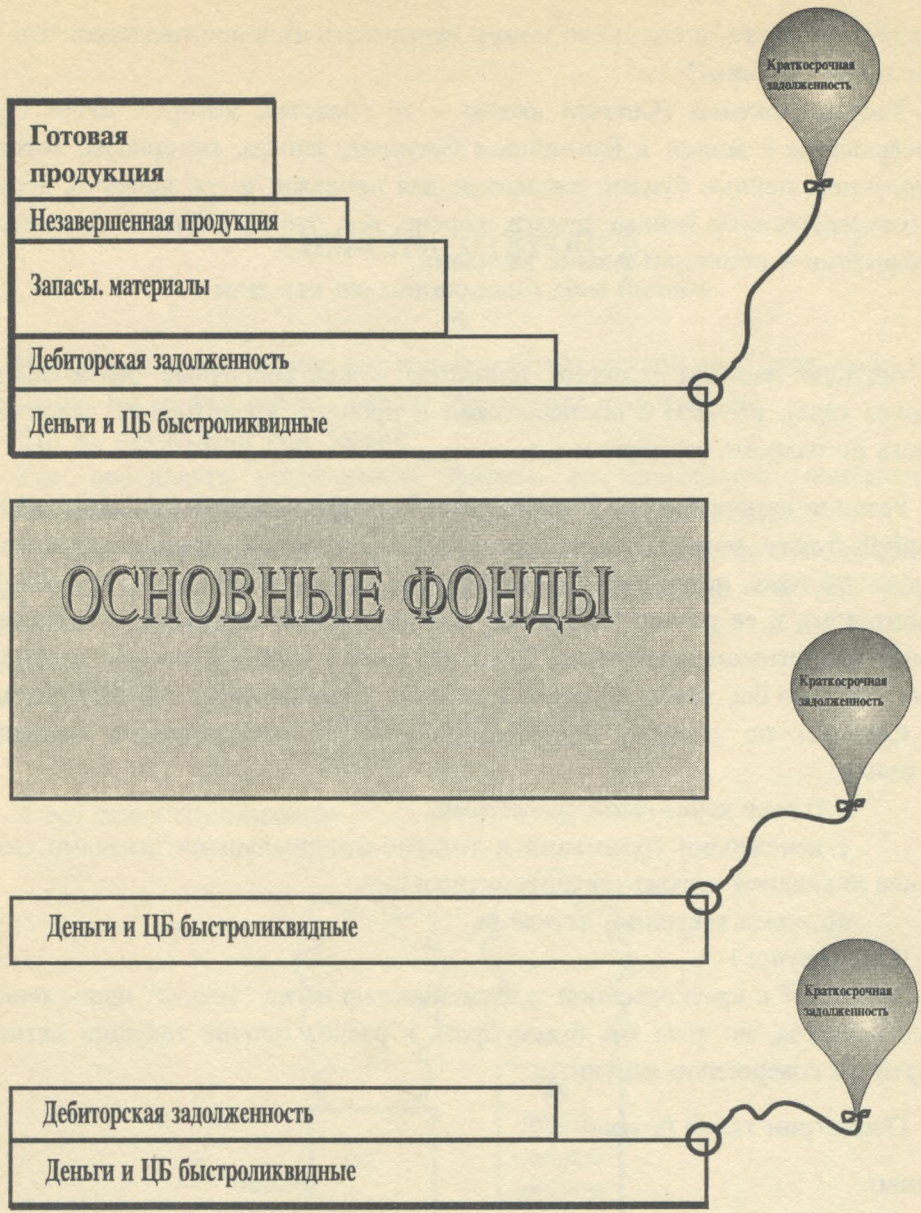 Краткосрочная
задолженность
Готовая
продукция
Незавершенная продукция
Запасы. материалы
Дебиторская задолженность
Деньги и ЦБ быстроликвидные
ОСНОВНЫЕ ФОНДЫ
Краткосрочная
задолженность
Деньги и ЦБ быстроликвидные
Краткосрочная
задолженность
Дебиторская задолженность
Деньги и ЦБ быстроликвидные